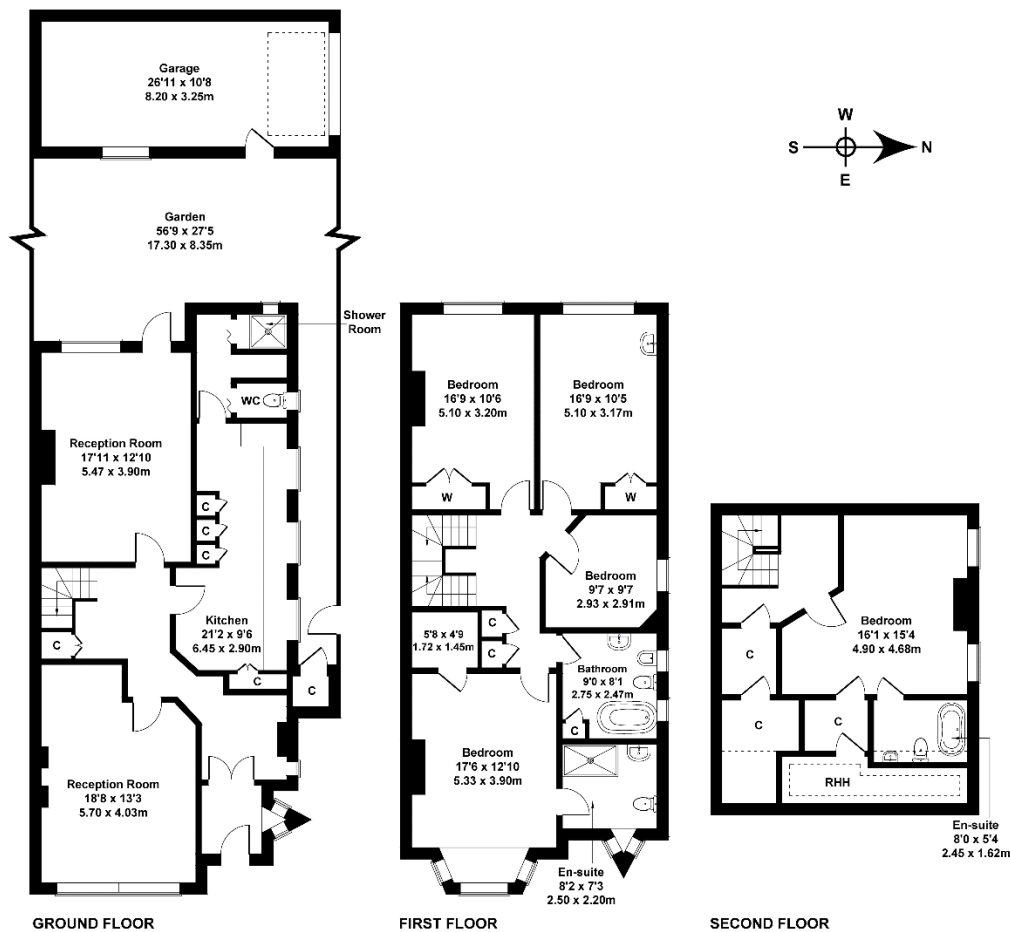 Garage
26'11 x 10'8
8.20 x 3.25m
W
S
N
E
Garden
56'9 x 27'5
17.30 x 8.35m
Shower
Room
WC
Reception Room
17'11 x 12'10
5.47 x 3.90m
C
C
C
Kitchen
21'2 x 9'6
6.45 x 2.90m
C
C
C
Reception Room
18'8 x 13'3
5.70 x 4.03m
GROUND FLOOR
Bedroom
16'9 x 10'6
5.10 x 3.20m
Bedroom
16'9 x 10'5
5.10 x 3.17m
W
W
Bedroom
9'7 x 9'7
2.93 x 2.91m
5'8 x 4'9
1.72 x 1.45m
C
C
Bathroom
9'0 x 8'1
2.75 x 2.47m
C
Bedroom
17'6 x 12'10
5.33 x 3.90m
En-suite
8'2 x 7'3
2.50 x 2.20m
FIRST FLOOR
Bedroom
16'1 x 15'4
4.90 x 4.68m
C
C
C
RHH
En-suite
8'0 x 5'4
2.45 x 1.62m
SECOND FLOOR